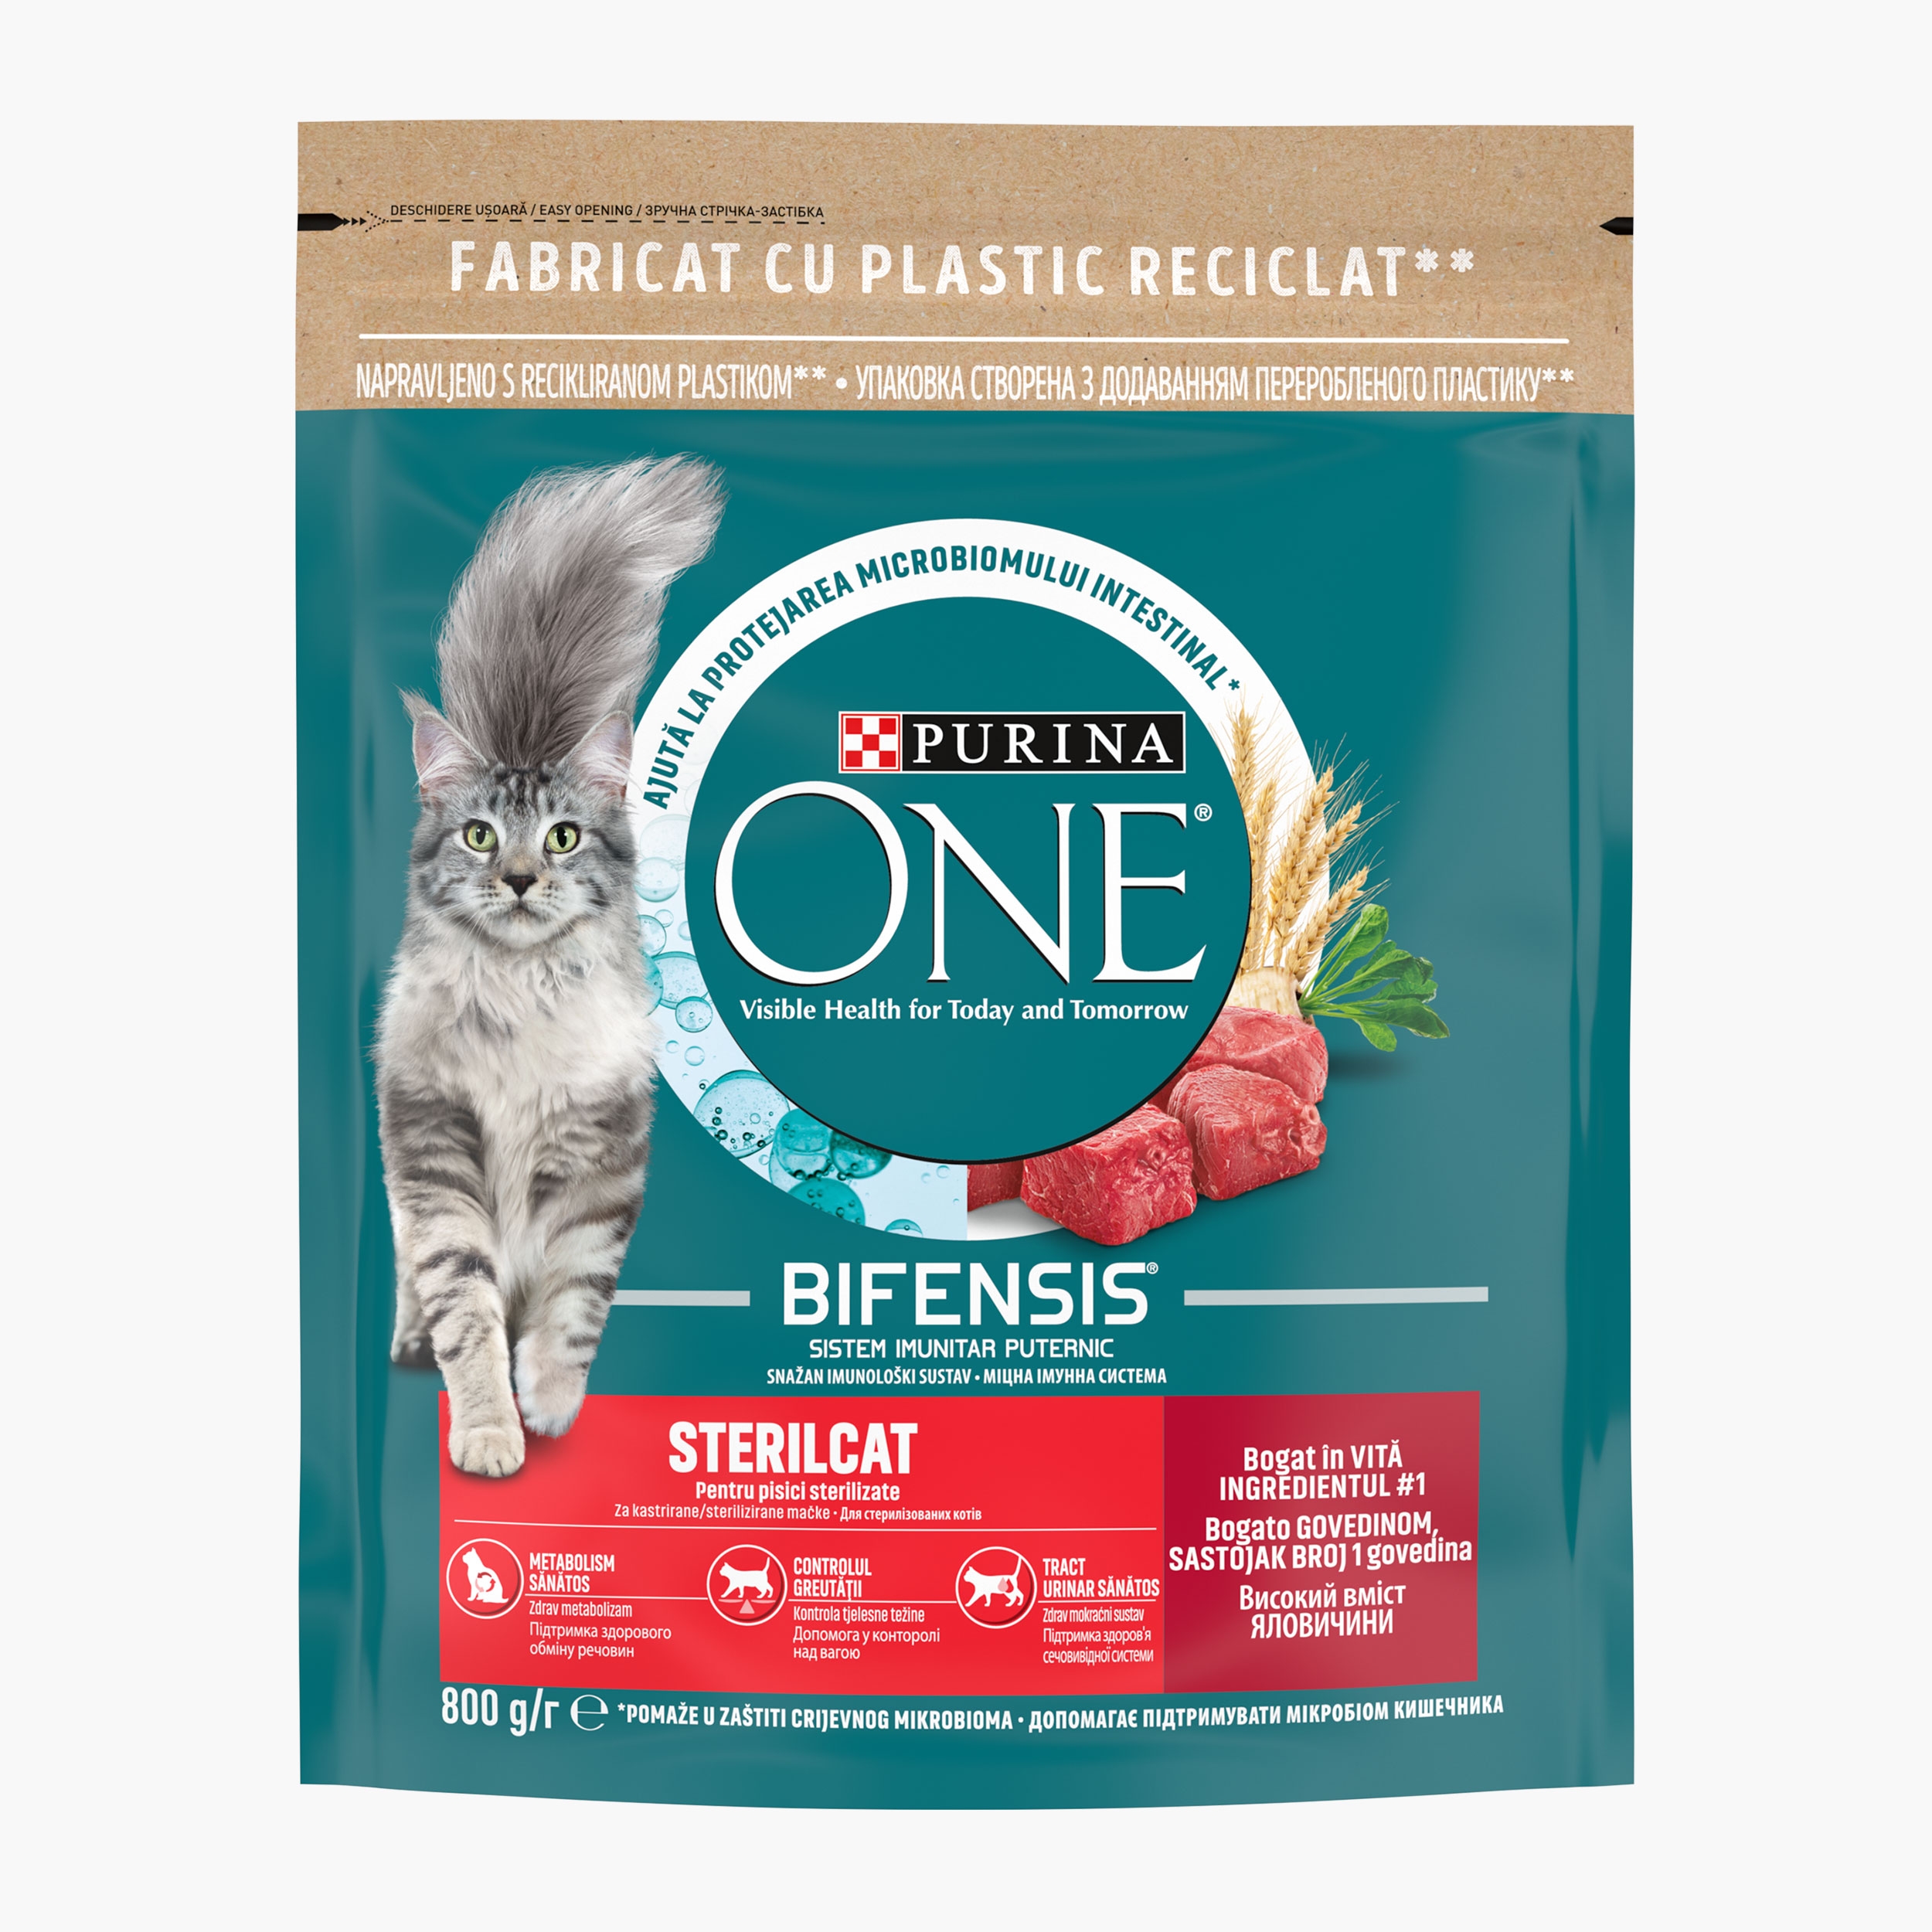 DESCHIDERE UȘOARĂ / EASY OPENING / ЗРУЧНА СТРІЧКА-ЗАСТІБКА
FABRICAT CU PLASTIC RECICLAT**
NAPRAVLJENO S RECIKLIRANOM PLASTIKOM** • УПАКОВКА СТВОРЕНА З ДОДАВАННЯМ ПЕРЕРОБЛЕНОГО ПЛАСТИКУ**
AJUTĂ LA PROTEJAREA MICROBIOMULUI INTESTINAL*
PURINA
ONE®
Visible Health for Today and Tomorrow
BIFENSIS®
SISTEM IMUNITAR PUTERNIC
SNAŽAN IMUNOLOŠKI SUSTAV • МІЦНА ІМУННА СИСТЕМА
STERILCAT
Pentru pisici sterilizate
Za kastrirane/sterilizirane mačke • Для стерилізованих котів
METABOLISM
SĂNĂTOS
Zdrav metabolizam
Підтримка здорового
обміну речовин
CONTROLUL
GREUTĂȚII
Kontrola tjelesne težine
Допомога у конторолі
над вагою
TRACT
URINAR SĂNĂTOS
Zdrav mokraćni sustav
Підтримка здоров'я
сечовивідної системи
Bogat în VITĂ
INGREDIENTUL #1
Bogato GOVEDINOM,
SASTOJAK BROJ 1 govedina
Високий вміст
ЯЛОВИЧИНИ
800 g/г e *POMAŽE U ZAŠTITI CRIJEVNOG MIKROBIOMA • ДОПОМАГАЄ ПІДТРИМУВАТИ МІКРОБІОМ КИШЕЧНИКА